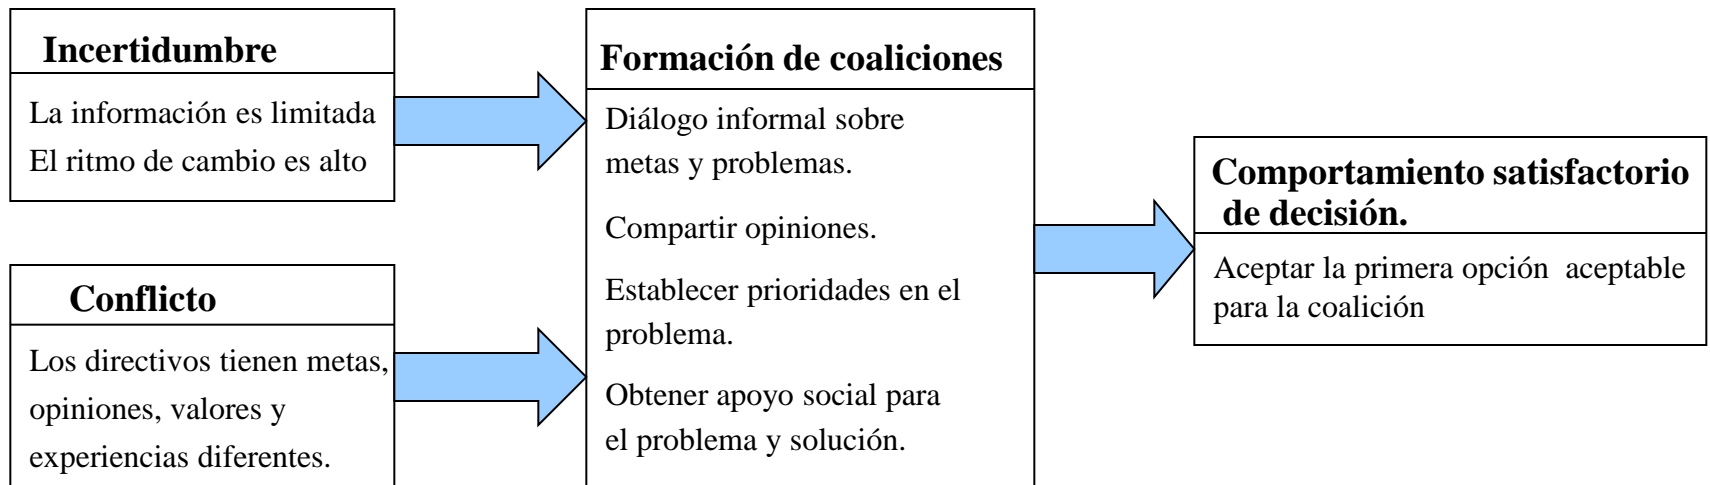 Incertidumbre
La información es limitada
El ritmo de cambio es alto
Conflicto
Los directivos tienen metas,
opiniones, valores y
experiencias diferentes.
Formación de coaliciones
Diálogo informal sobre
metas y problemas.
Compartir opiniones.
Establecer prioridades en el
problema.
Obtener apoyo social para
el problema y solución.
Comportamiento satisfactorio
de decisión.
Aceptar la primera opción aceptable
para la coalición